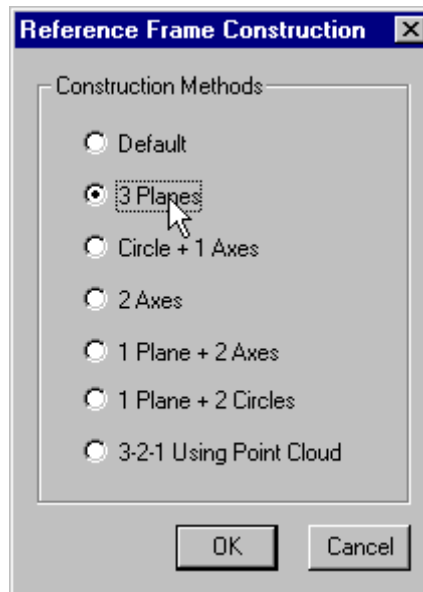 Reference Frame Construction
Construction Methods
Default
3 Planes
Circle + 1 Axes
2 Axes
1 Plane + 2 Axes
1 Plane + 2 Circles
3-2-1 Using Point Cloud
OK Cancel